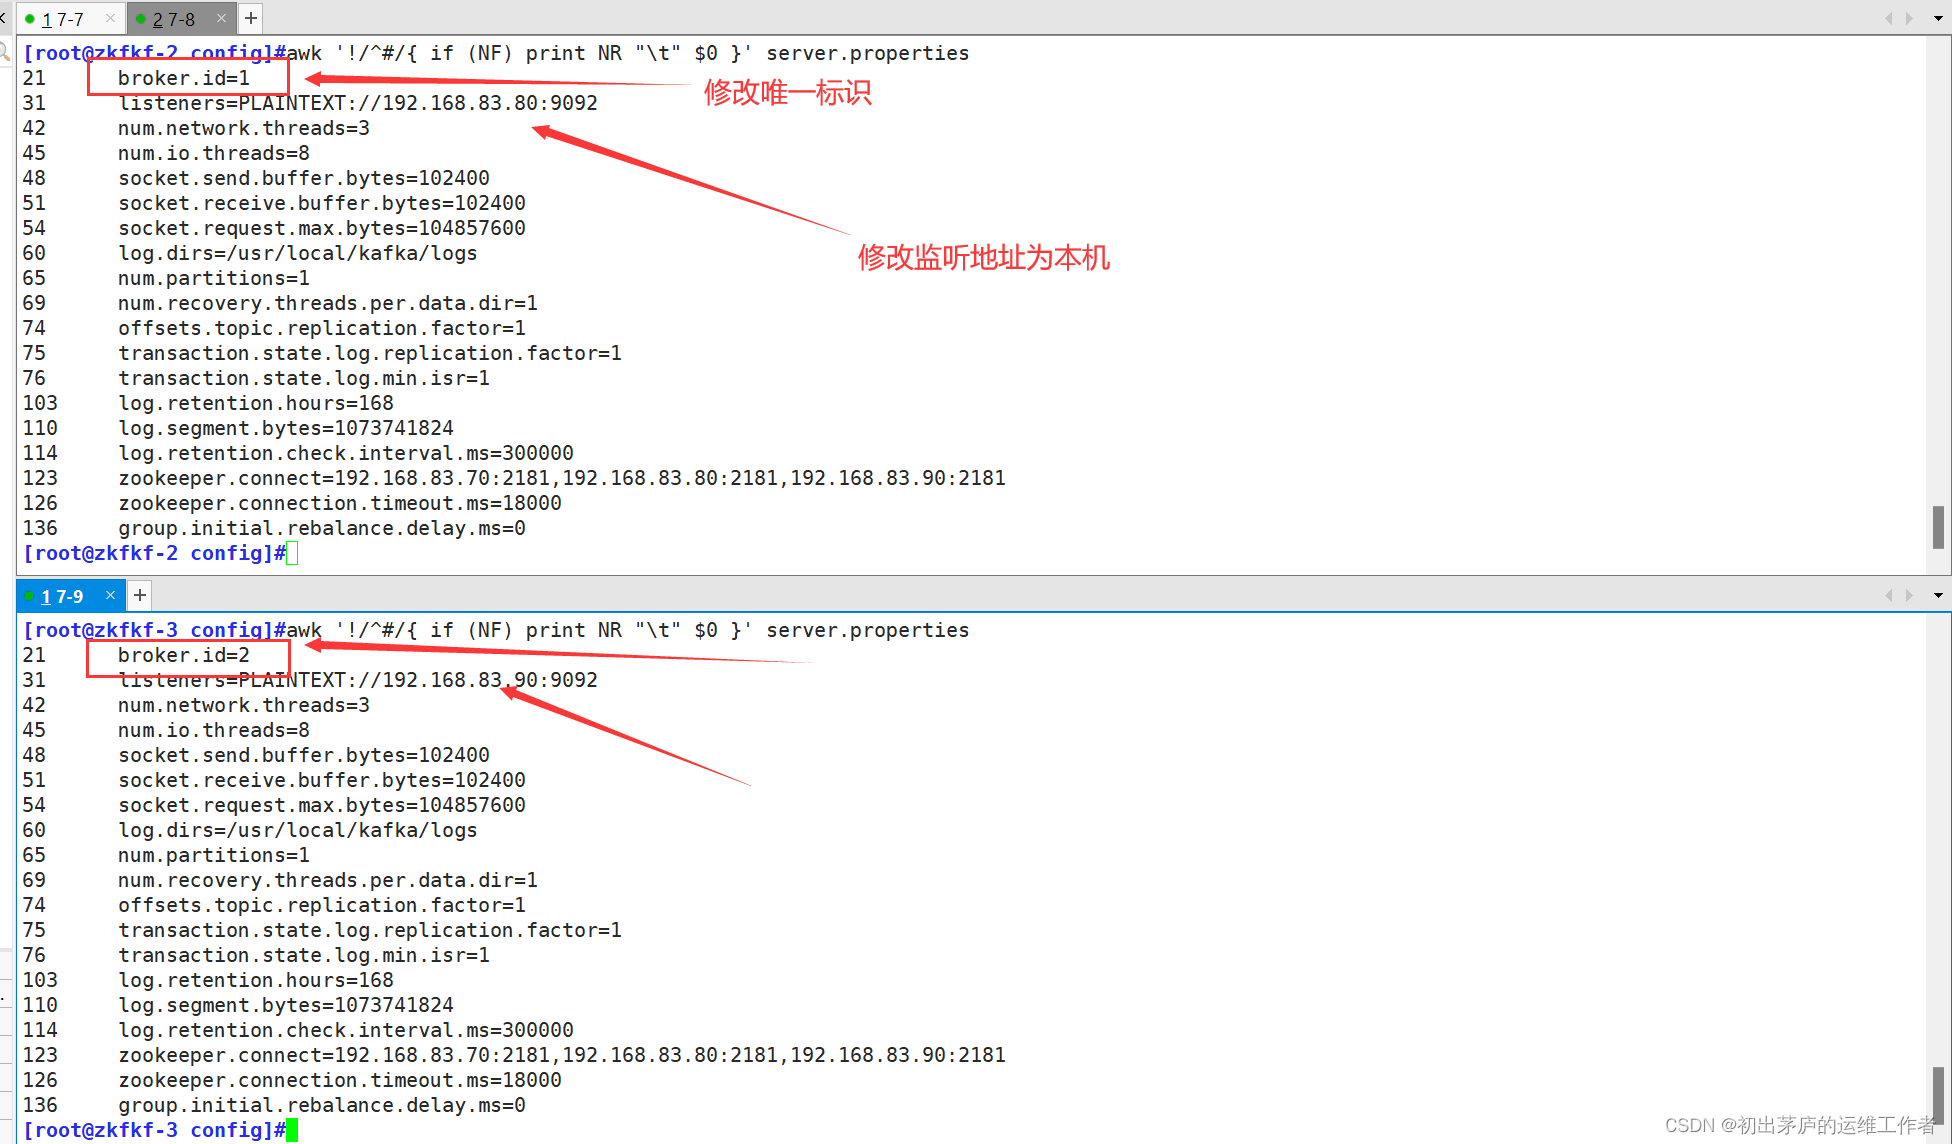 1 7-7 × 2 7-8 × +
[root@zkfkf-2 config]#awk '!/^#/{ if (NF) print NR "\t" $0 }' server.properties
21 broker.id=1
修改唯一标识
31 listeners=PLAINTEXT://192.168.83.80:9092
42 num.network.threads=3
45 num.io.threads=8
48 socket.send.buffer.bytes=102400
51 socket.receive.buffer.bytes=102400
54 socket.request.max.bytes=104857600
修改监听地址为本机
60 log.dirs=/usr/local/kafka/logs
65 num.partitions=1
69 num.recovery.threads.per.data.dir=1
74 offsets.topic.replication.factor=1
75 transaction.state.log.replication.factor=1
76 transaction.state.log.min.isr=1
103 log.retention.hours=168
110 log.segment.bytes=1073741824
114 log.retention.check.interval.ms=300000
123 zookeeper.connect=192.168.83.70:2181,192.168.83.80:2181,192.168.83.90:2181
126 zookeeper.connection.timeout.ms=18000
136 group.initial.rebalance.delay.ms=0
[root@zkfkf-2 config]#
1 7-9 × +
[root@zkfkf-3 config]#awk '!/^#/{ if (NF) print NR "\t" $0 }' server.properties
21 broker.id=2
31 listeners=PLAINTEXT://192.168.83.90:9092
42 num.network.threads=3
45 num.io.threads=8
48 socket.send.buffer.bytes=102400
51 socket.receive.buffer.bytes=102400
54 socket.request.max.bytes=104857600
60 log.dirs=/usr/local/kafka/logs
65 num.partitions=1
69 num.recovery.threads.per.data.dir=1
74 offsets.topic.replication.factor=1
75 transaction.state.log.replication.factor=1
76 transaction.state.log.min.isr=1
103 log.retention.hours=168
110 log.segment.bytes=1073741824
114 log.retention.check.interval.ms=300000
123 zookeeper.connect=192.168.83.70:2181,192.168.83.80:2181,192.168.83.90:2181
126 zookeeper.connection.timeout.ms=18000
136 group.initial.rebalance.delay.ms=0
[root@zkfkf-3 config]#
CSDN @初出茅庐的运维工作者